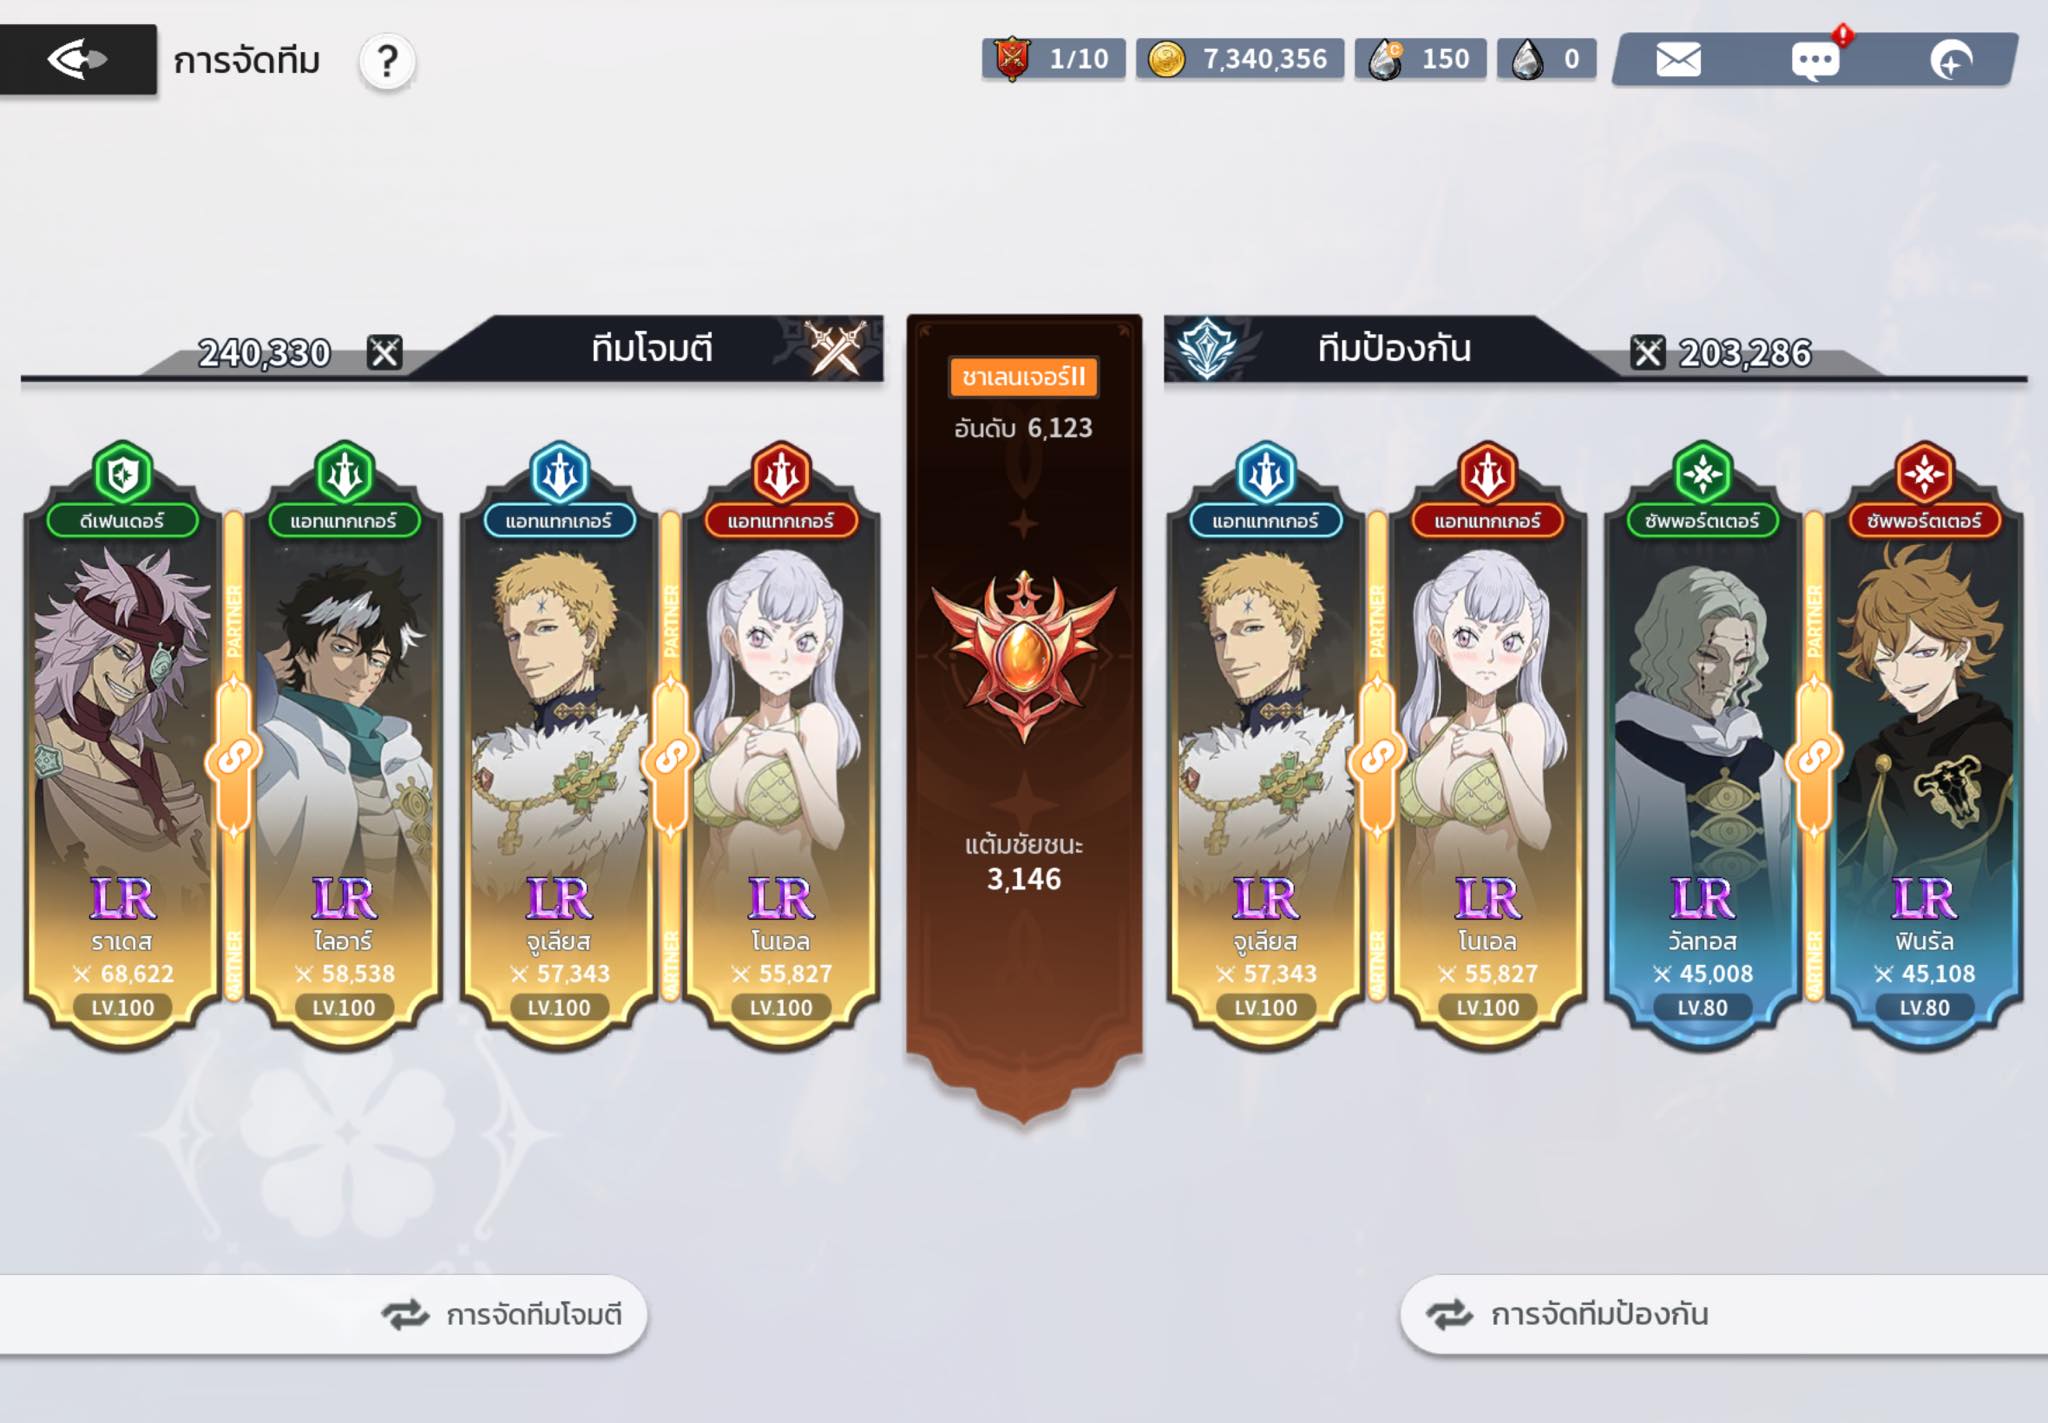 การจัดทีม
?
1/10
7,340,356
150
0
240,330
ทีมโจมตี
ดีเฟนเดอร์
แอทแทกเกอร์
แอทแทกเกอร์
แอทแทกเกอร์
PARTNER
PARTNER
LR
LR
LR
LR
ราเดส
ไลอาร์
จูเลียส
โนเอล
68,622
58,538
57,343
55,827
LV.100
LV.100
LV.100
LV.100
ชาเลนเจอร์II
อันดับ 6,123
แต้มชัยชนะ
3,146
ทีมป้องกัน
203,286
แอทแทกเกอร์
แอทแทกเกอร์
ซัพพอร์ตเตอร์
ซัพพอร์ตเตอร์
PARTNER
PARTNER
LR
LR
LR
LR
จูเลียส
โนเอล
วัลทอส
ฟินรัล
57,343
55,827
45,008
45,108
LV.100
LV.100
LV.80
LV.80
การจัดทีมโจมตี
การจัดทีมป้องกัน